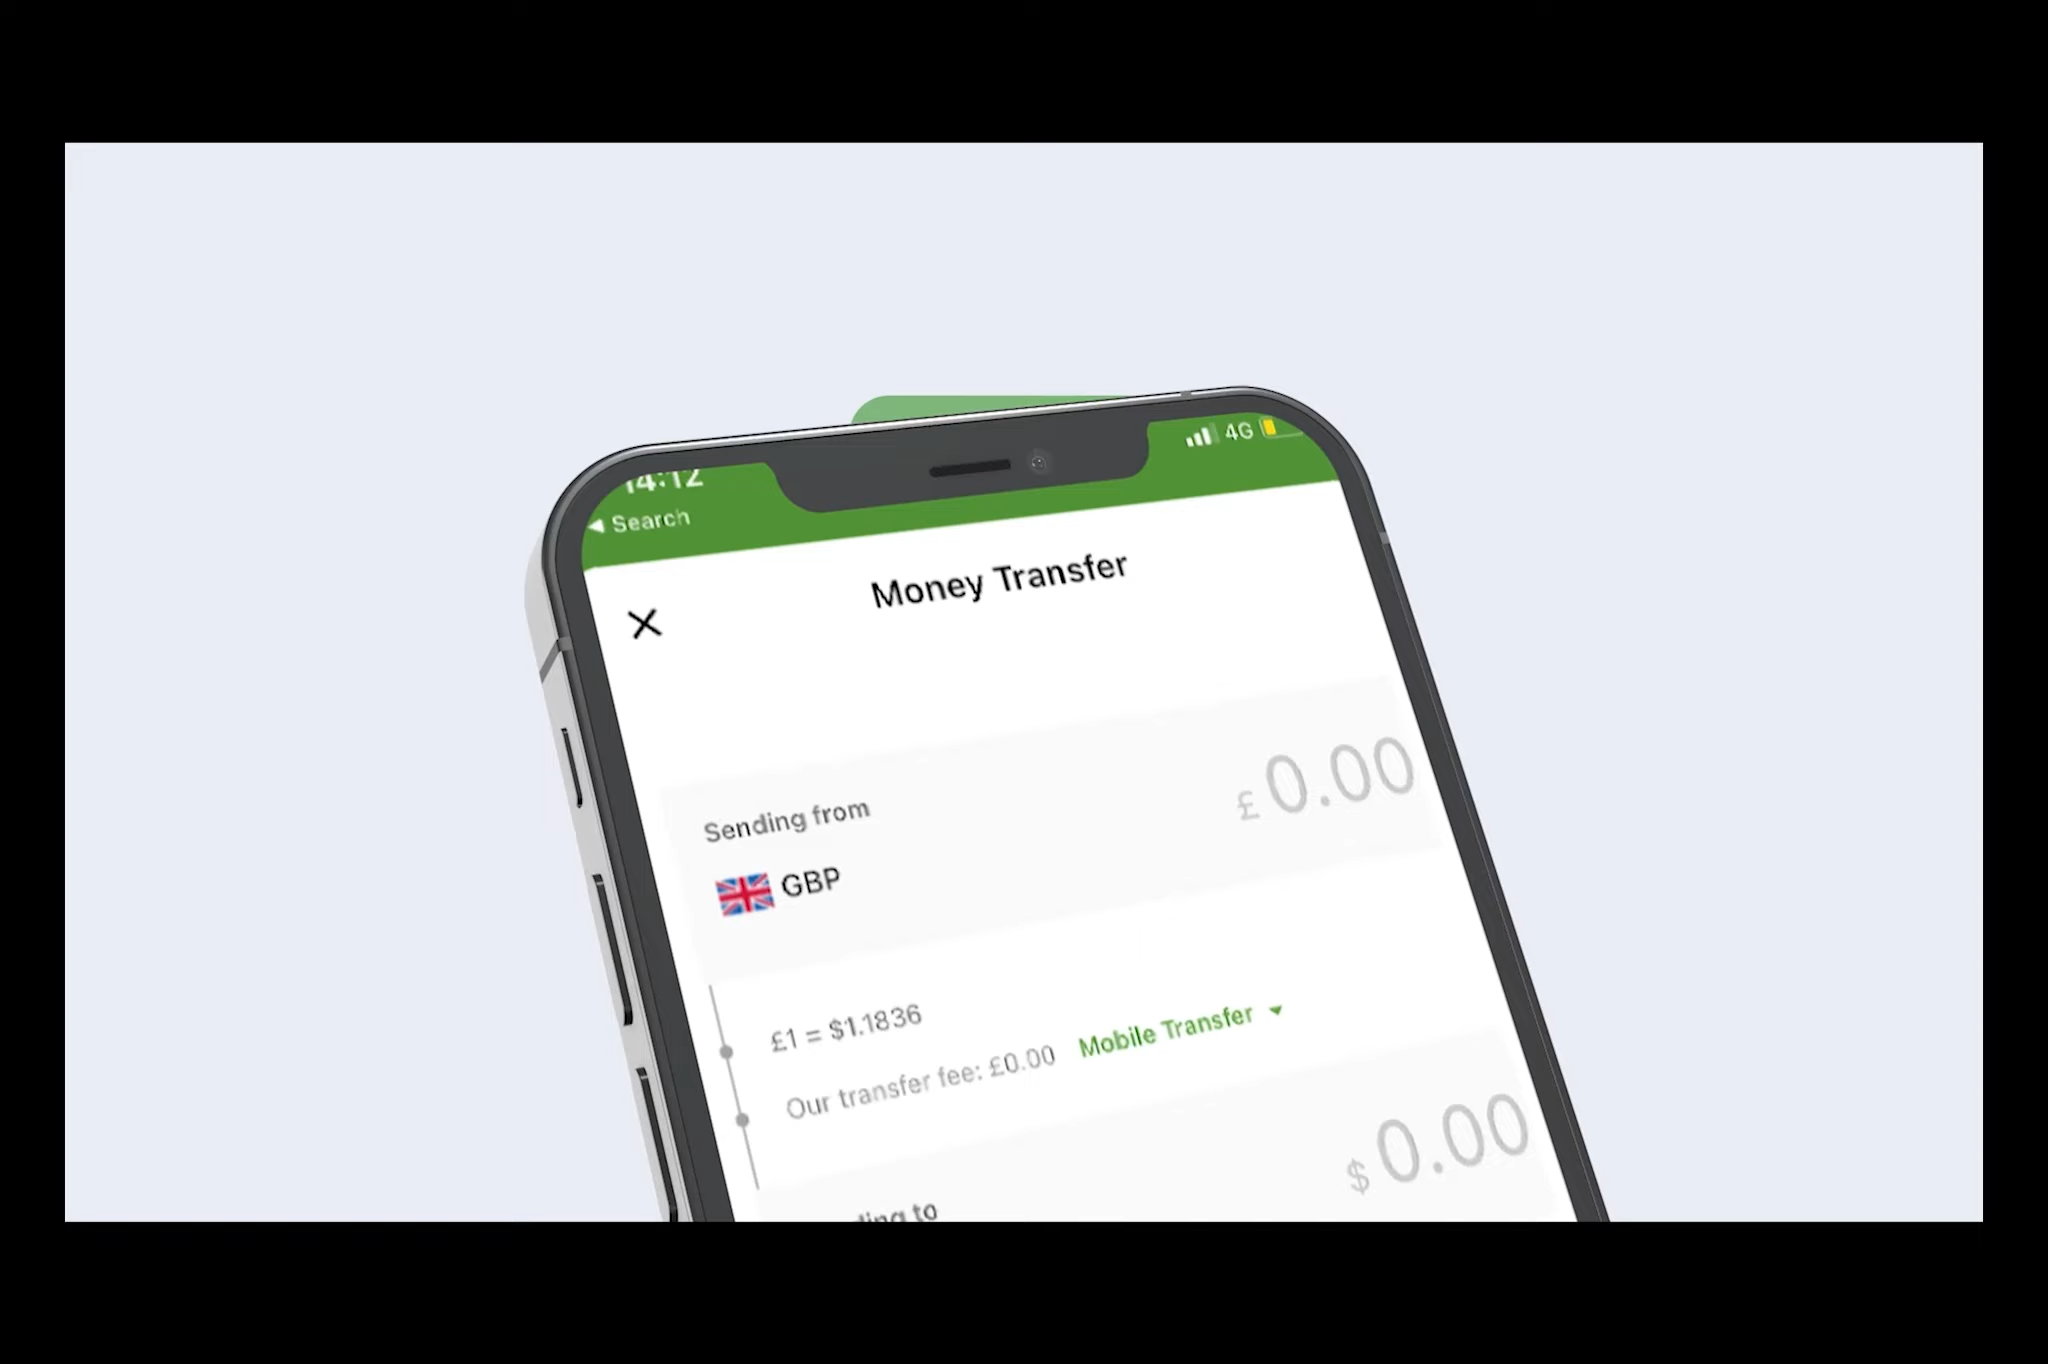 14:12
4G
◀ Search
Money Transfer
Sending from
£ 0.00
GBP
£1 = $1.1836
Our transfer fee: £0.00 Mobile Transfer ▼
$ 0.00
to